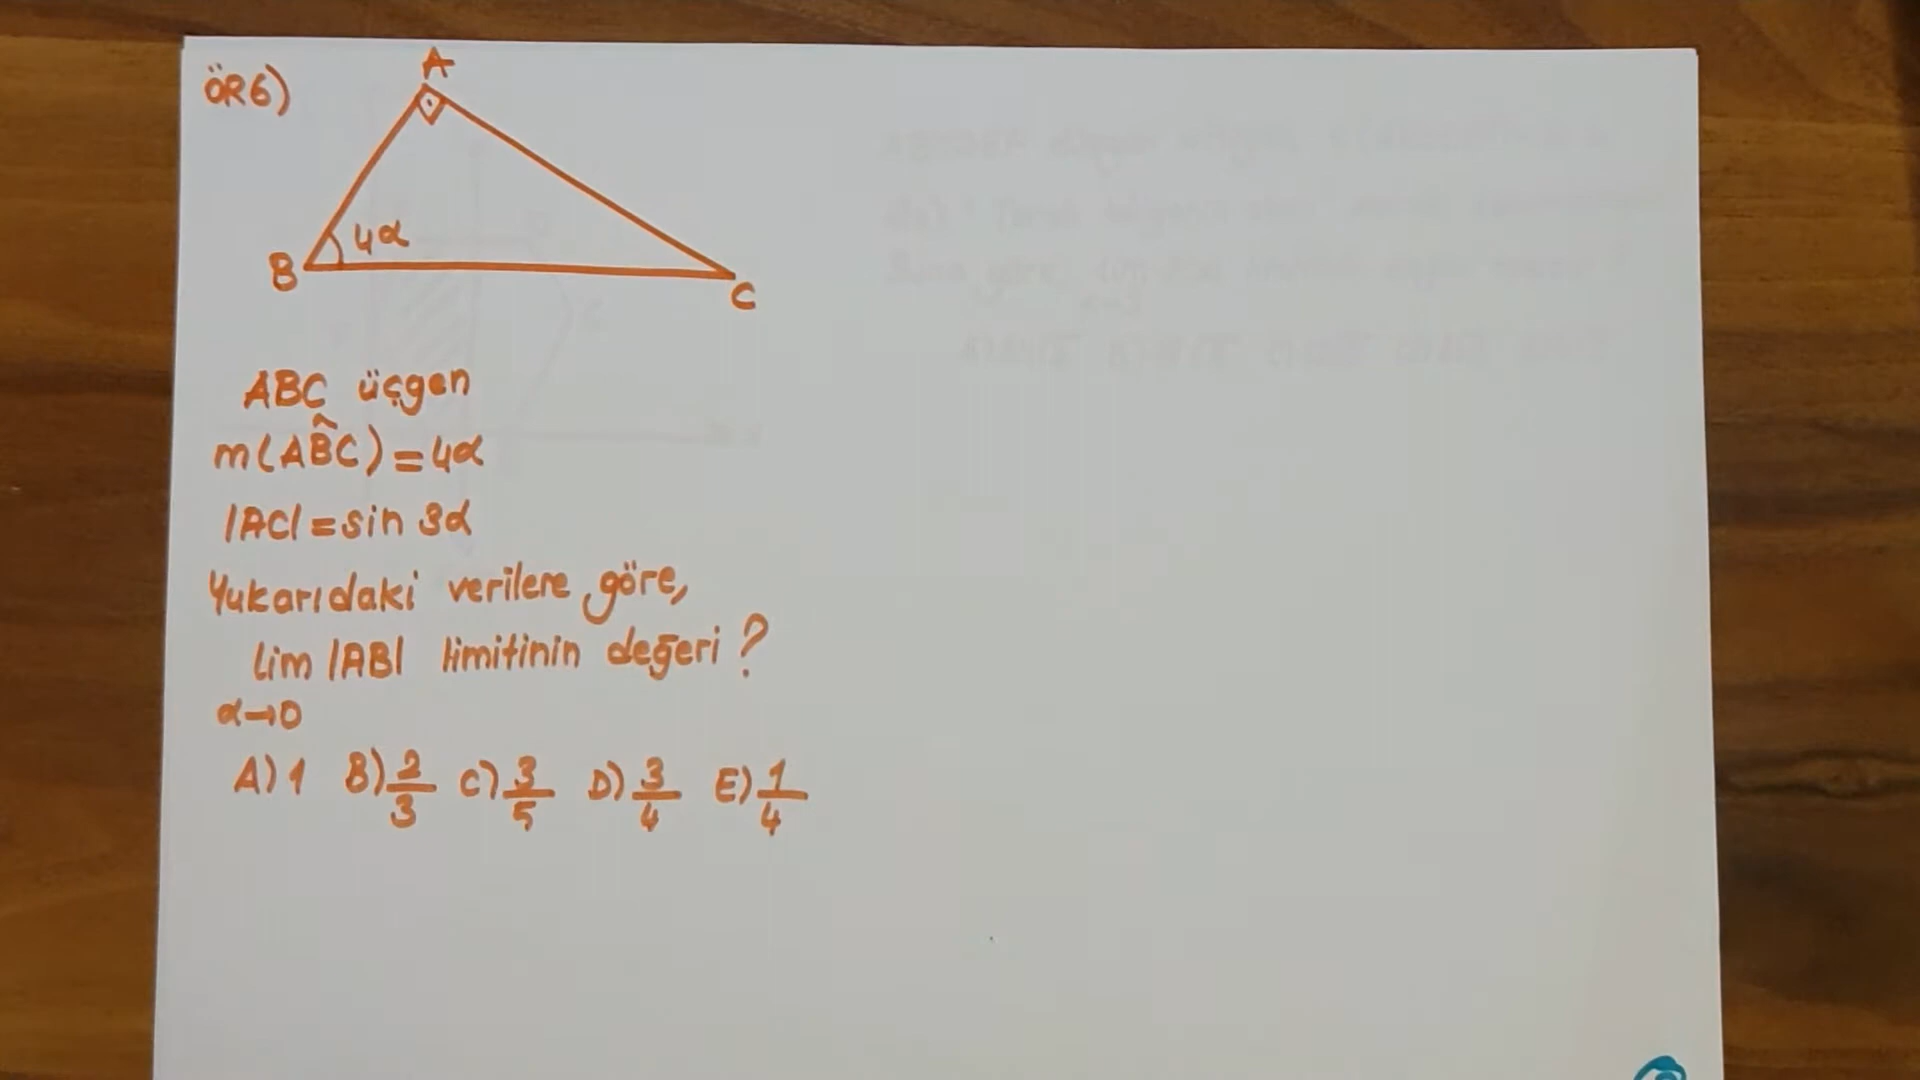 ÖR6)
A
4α
B
C
ABC üçgen
m(AB̂C)=4α
|AC|=sin 3α
Yukarıdaki verilere göre,
lim |AB| limitinin değeri ?
α→0
A) 1 B) 2/3 C) 3/5 D) 3/4 E) 1/4